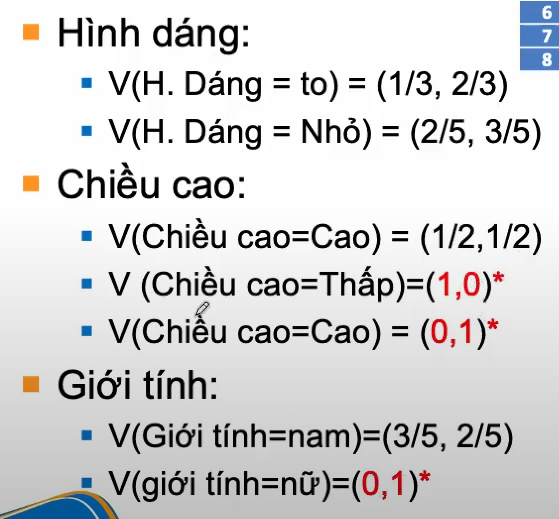 6
7
8
Hình dáng:
V(H. Dáng = to) = (1/3, 2/3)
V(H. Dáng = Nhỏ) = (2/5, 3/5)
Chiều cao:
V(Chiều cao=Cao) = (1/2,1/2)
V (Chiều cao=Thấp)=(1,0)*
V(Chiều cao=Cao) = (0,1)*
Giới tính:
V(Giới tính=nam)=(3/5, 2/5)
V(giới tính=nữ)=(0,1)*